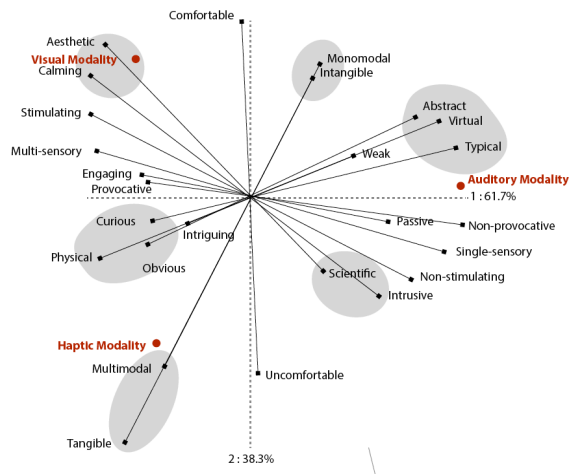 Comfortable
Aesthetic
Visual Modality
Calming
Monomodal
Intangible
Stimulating
Abstract
Virtual
Typical
Multi-sensory
Weak
Engaging
Provocative
Auditory Modality
1 : 61.7%
Curious
Intriguing
Passive
Non-provocative
Physical
Obvious
Single-sensory
Scientific
Non-stimulating
Intrusive
Haptic Modality
Multimodal
Uncomfortable
Tangible
2 : 38.3%